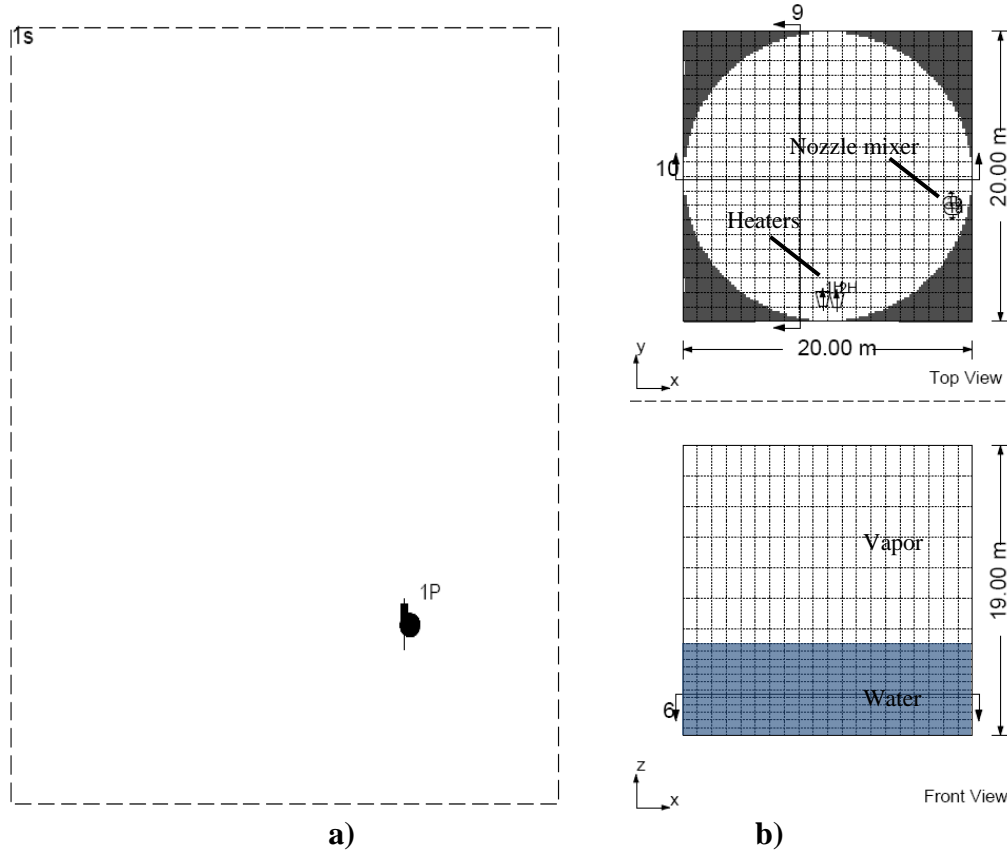 1s
1P
a)
9
10
Nozzle mixer
Heaters
20.00 m
20.00 m
y
x
Top View
Vapor
Water
19.00 m
6
z
x
Front View
b)